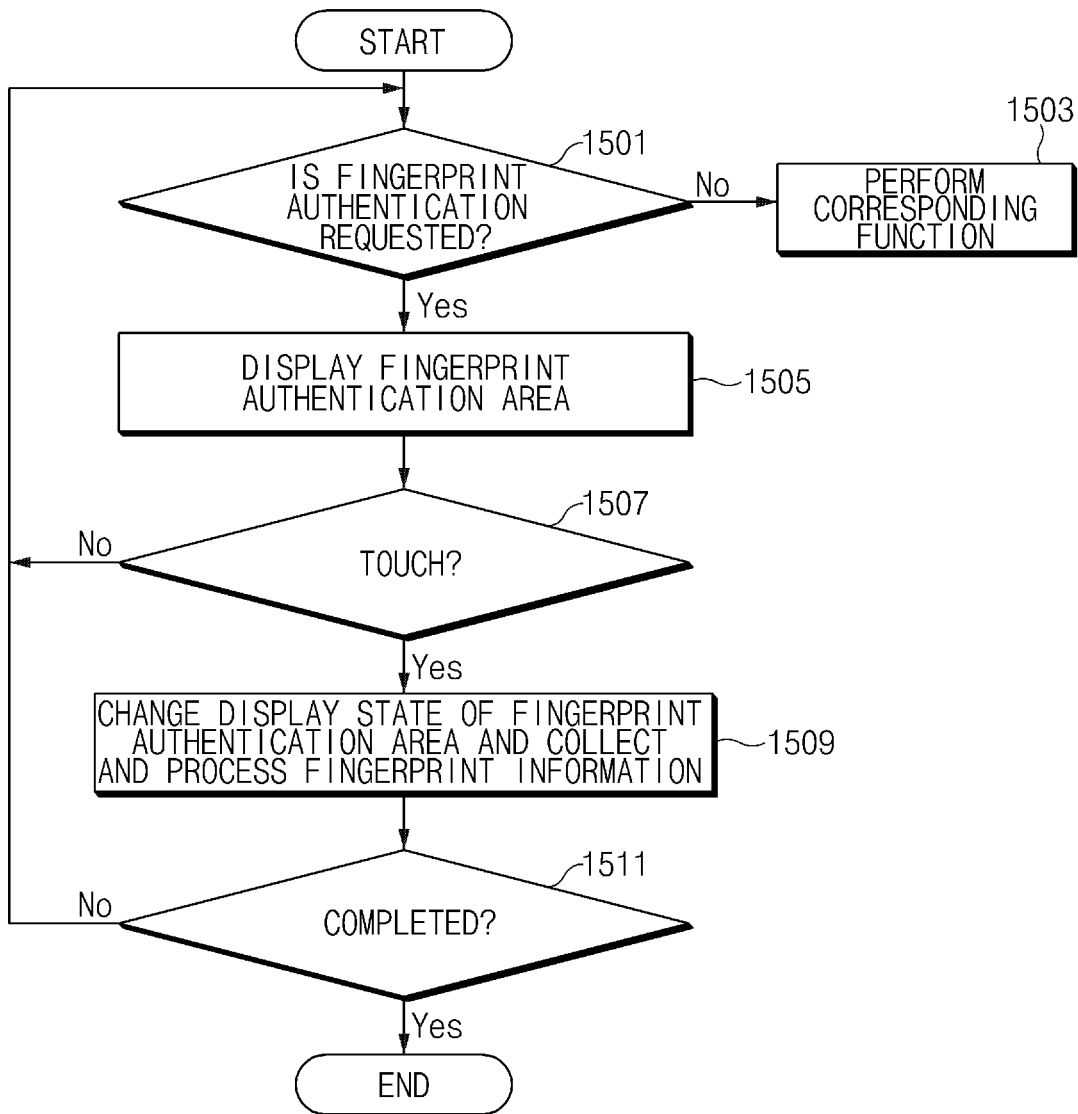 START
1501
1503
IS FINGERPRINT
AUTHENTICATION
REQUESTED?
No
PERFORM
CORRESPONDING
FUNCTION
Yes
DISPLAY FINGERPRINT
AUTHENTICATION AREA
1505
1507
No
TOUCH?
Yes
CHANGE DISPLAY STATE OF FINGERPRINT
AUTHENTICATION AREA AND COLLECT
AND PROCESS FINGERPRINT INFORMATION
1509
1511
No
COMPLETED?
Yes
END